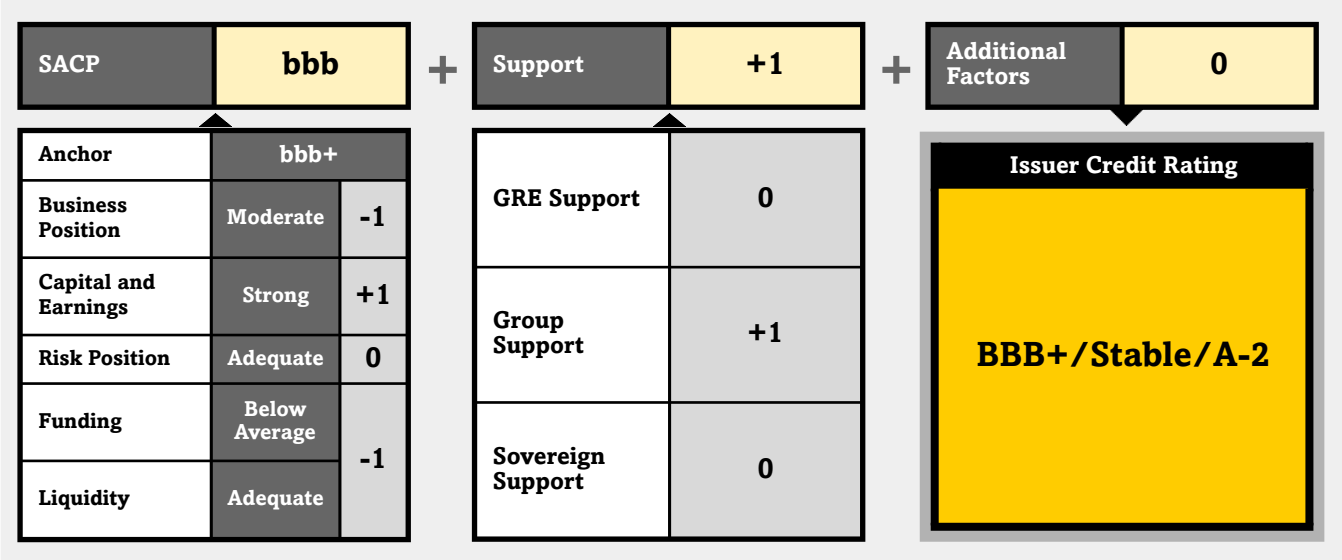 SACP
bbb
+
Support
+1
+
Additional
Factors
0
Anchor
bbb+
Business
Position
Moderate
-1
Capital and
Earnings
Strong
+1
Risk Position
Adequate
0
Funding
Below
Average
-1
Liquidity
Adequate
GRE Support
0
Group
Support
+1
Sovereign
Support
0
Issuer Credit Rating
BBB+/Stable/A-2